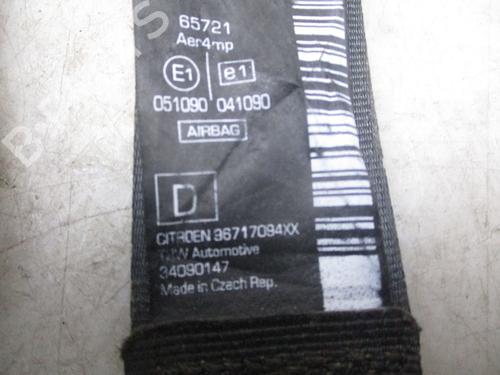 65721
Aer4mp
E1 e1
051090 041090
AIRBAG
D
CITROEN 96717094XX
TRW Automotive
34090147
Made in Czech Rep.